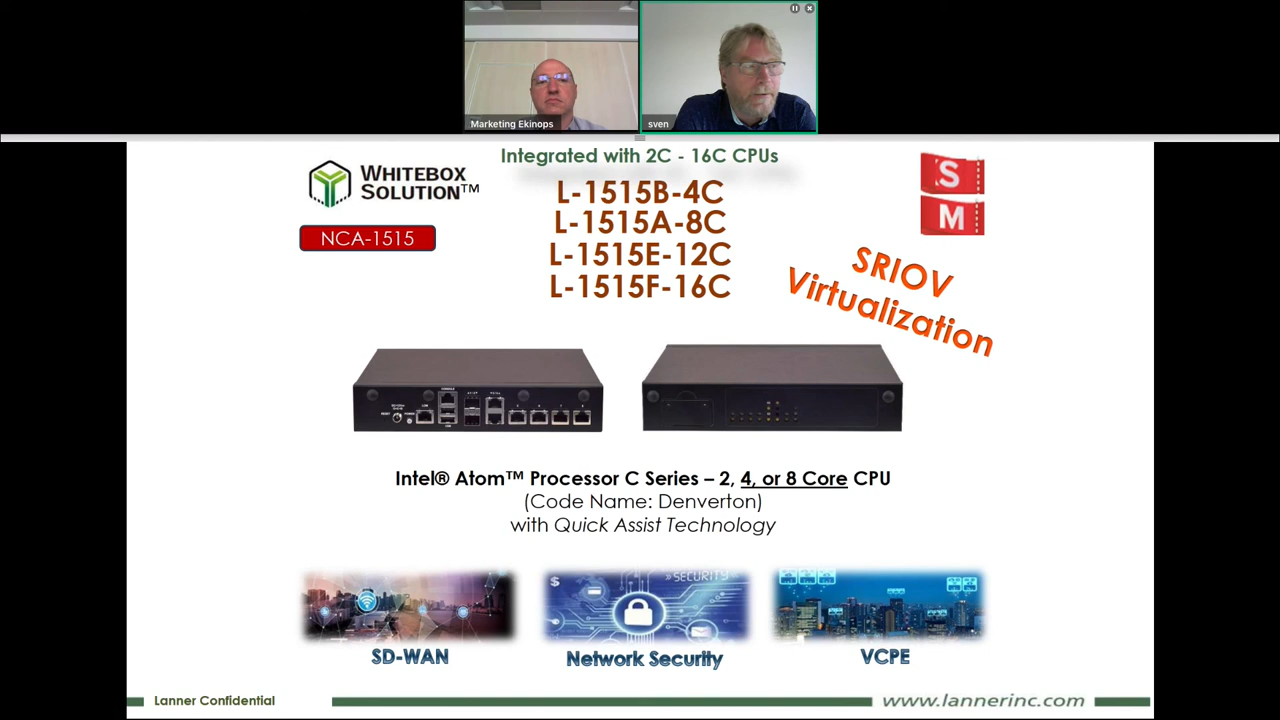 Marketing Ekinops
sven
Integrated with 2C - 16C CPUs
WHITEBOX
SOLUTION™
L-1515B-4C
L-1515A-8C
L-1515E-12C
L-1515F-16C
NCA-1515
S
M
SRIOV
Virtualization
Intel® Atom™ Processor C Series – 2, 4, or 8 Core CPU
(Code Name: Denverton)
with Quick Assist Technology
SECURITY
SD-WAN
Network Security
VCPE
Lanner Confidential
www.lannerinc.com